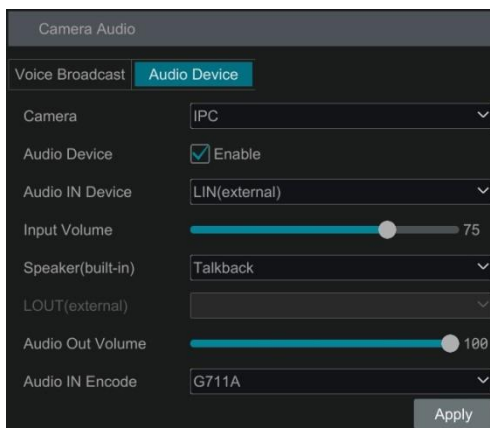 Camera Audio
Voice Broadcast Audio Device
Camera IPC
Audio Device Enable
Audio IN Device LIN(external)
Input Volume 75
Speaker(built-in) Talkback
LOUT(external)
Audio Out Volume 100
Audio IN Encode G711A
Apply